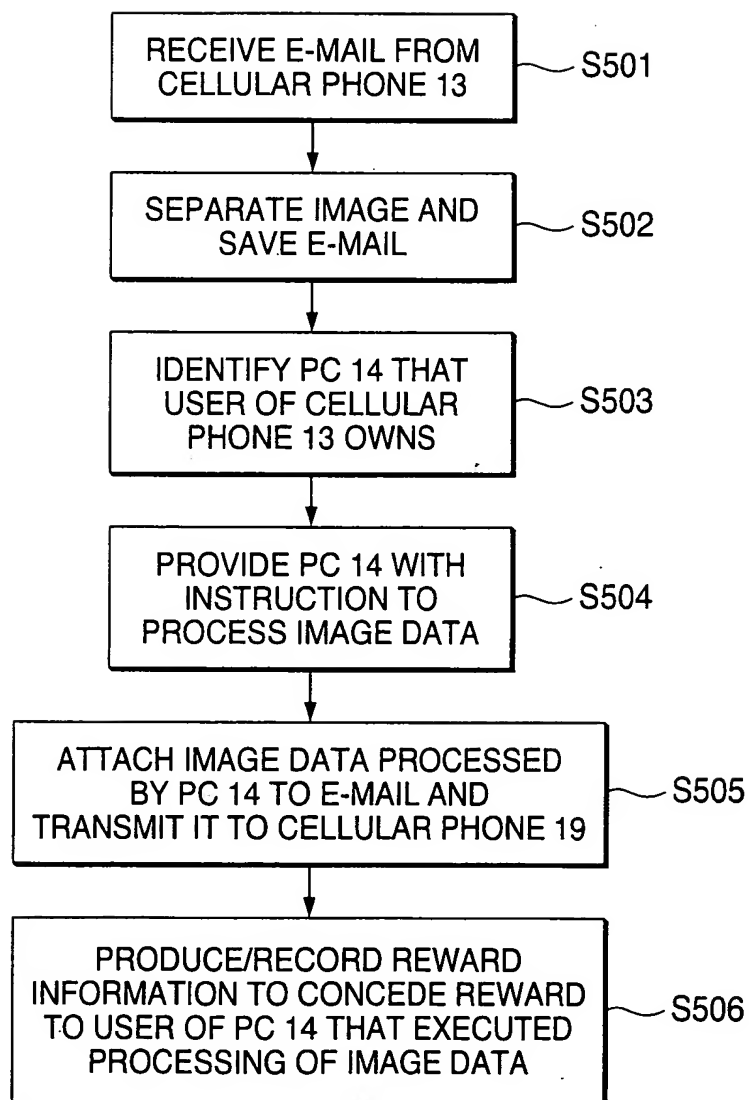 RECEIVE E-MAIL FROM
CELLULAR PHONE 13
S501
SEPARATE IMAGE AND
SAVE E-MAIL
S502
IDENTIFY PC 14 THAT
USER OF CELLULAR
PHONE 13 OWNS
S503
PROVIDE PC 14 WITH
INSTRUCTION TO
PROCESS IMAGE DATA
S504
ATTACH IMAGE DATA PROCESSED
BY PC 14 TO E-MAIL AND
TRANSMIT IT TO CELLULAR PHONE 19
S505
PRODUCE/RECORD REWARD
INFORMATION TO CONCEDE REWARD
TO USER OF PC 14 THAT EXECUTED
PROCESSING OF IMAGE DATA
S506